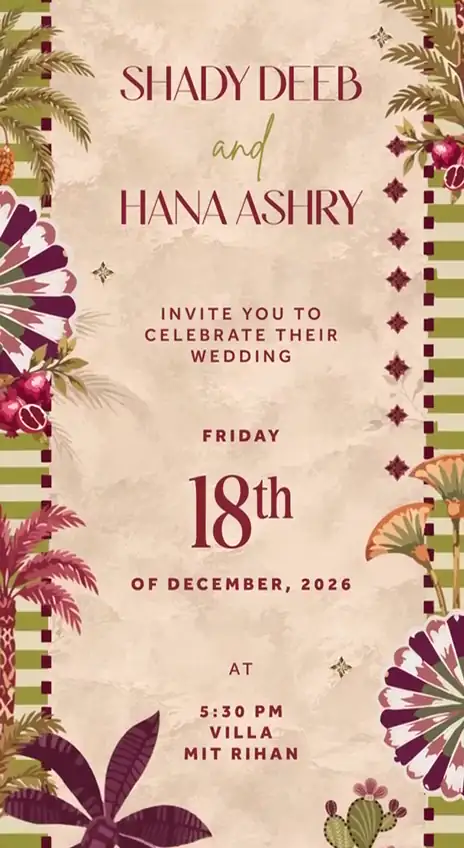 SHADY DEEB
and
HANA ASHRY
INVITE YOU TO
CELEBRATE THEIR
WEDDING
FRIDAY
18th
OF DECEMBER, 2026
AT
5:30 PM
VILLA
MIT RIHAN